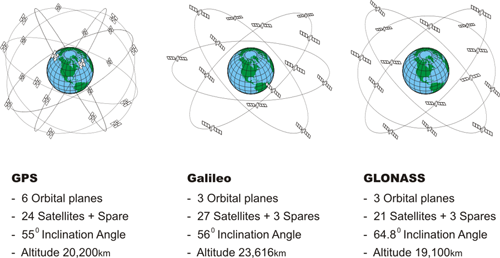 GPS
- 6 Orbital planes
- 24 Satellites + Spare
- 55⁰ Inclination Angle
- Altitude 20,200km
Galileo
- 3 Orbital planes
- 27 Satellites + 3 Spares
- 56⁰ Inclination Angle
- Altitude 23,616km
GLONASS
- 3 Orbital planes
- 21 Satellites + 3 Spares
- 64.8⁰ Inclination Angle
- Altitude 19,100km